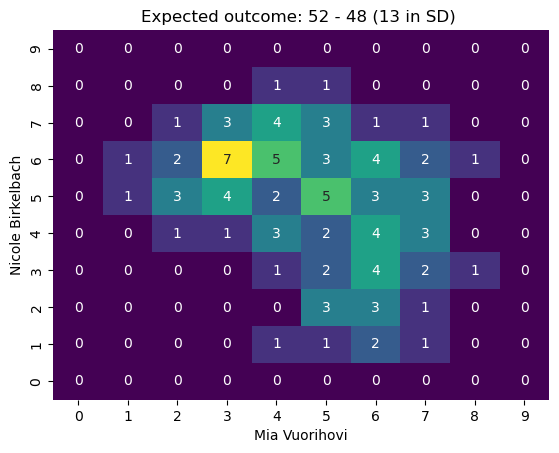 Expected outcome: 52 - 48 (13 in SD)
9 0 0 0 0 0 0 0 0 0 0
8 0 0 0 0 1 1 0 0 0 0
7 0 0 1 3 4 3 1 1 0 0
6 0 1 2 7 5 3 4 2 1 0
5 0 1 3 4 2 5 3 3 0 0
4 0 0 1 1 3 2 4 3 0 0
3 0 0 0 0 1 2 4 2 1 0
2 0 0 0 0 0 3 3 1 0 0
1 0 0 0 0 1 1 2 1 0 0
0 0 0 0 0 0 0 0 0 0 0
0 1 2 3 4 5 6 7 8 9
Nicole Birkelbach
Mia Vuorihovi